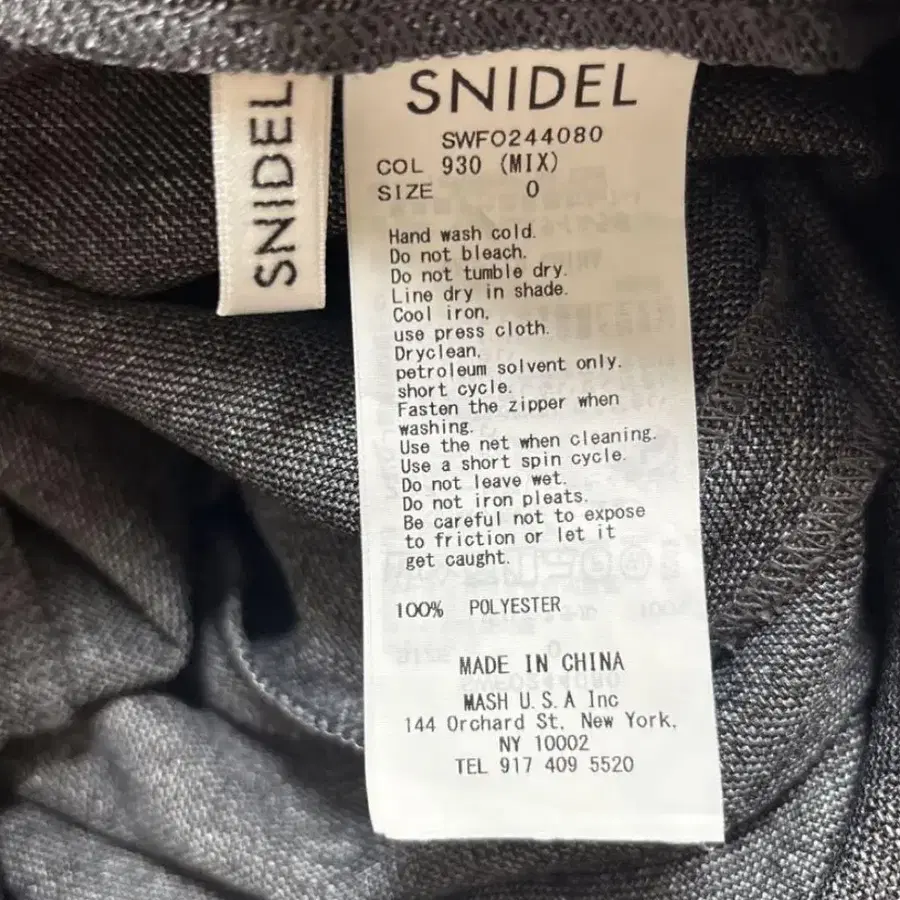 SNIDEL
SNIDEL
SWFO244080
COL 930 (MIX)
SIZE 0
Hand wash cold.
Do not bleach.
Do not tumble dry.
Line dry in shade.
Cool iron,
use press cloth.
Dryclean,
petroleum solvent only.
short cycle.
Fasten the zipper when
washing.
Use the net when cleaning.
Use a short spin cycle.
Do not leave wet.
Do not iron pleats.
Be careful not to expose
to friction or let it
get caught.
100% POLYESTER
MADE IN CHINA
MASH U.S.A Inc
144 Orchard St. New York,
NY 10002
TEL 917 409 5520